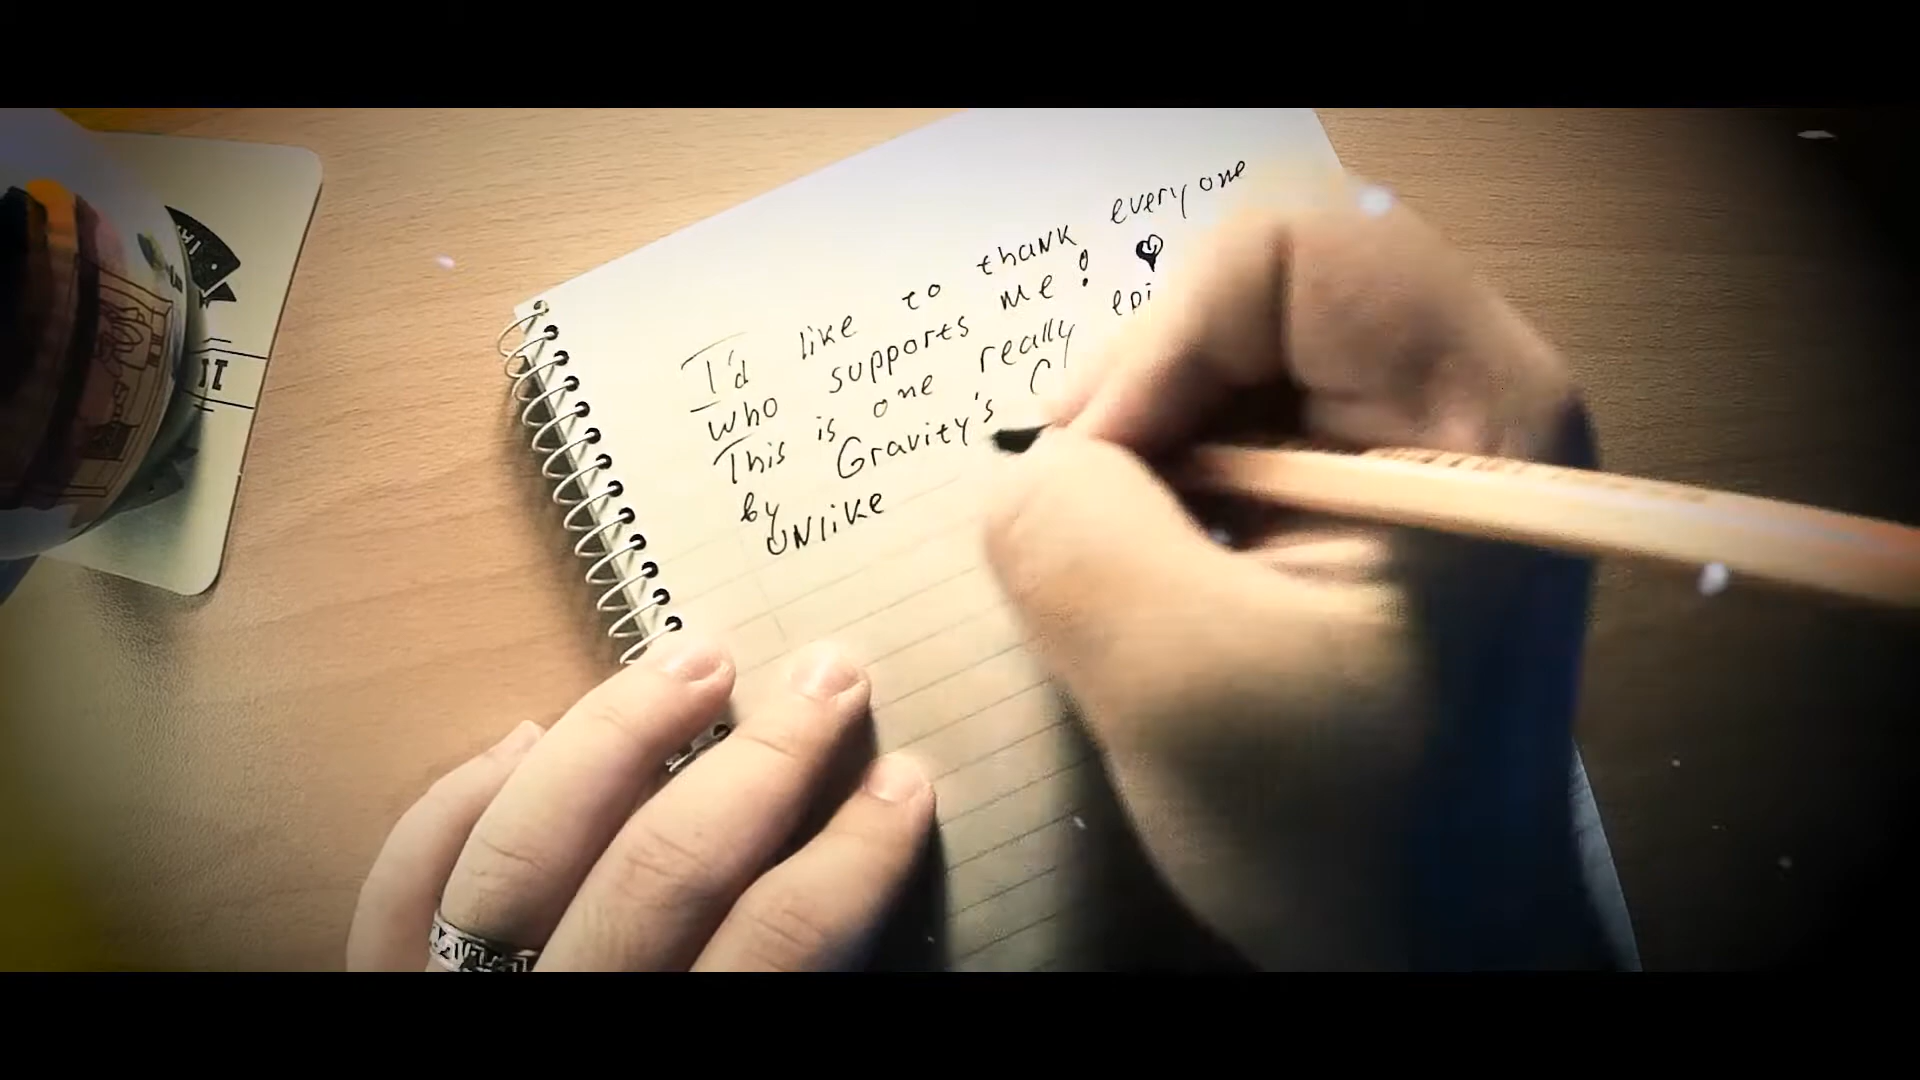 I'd like to thank everyone
who supports me!
This is one really
by Gravity's
UNlike